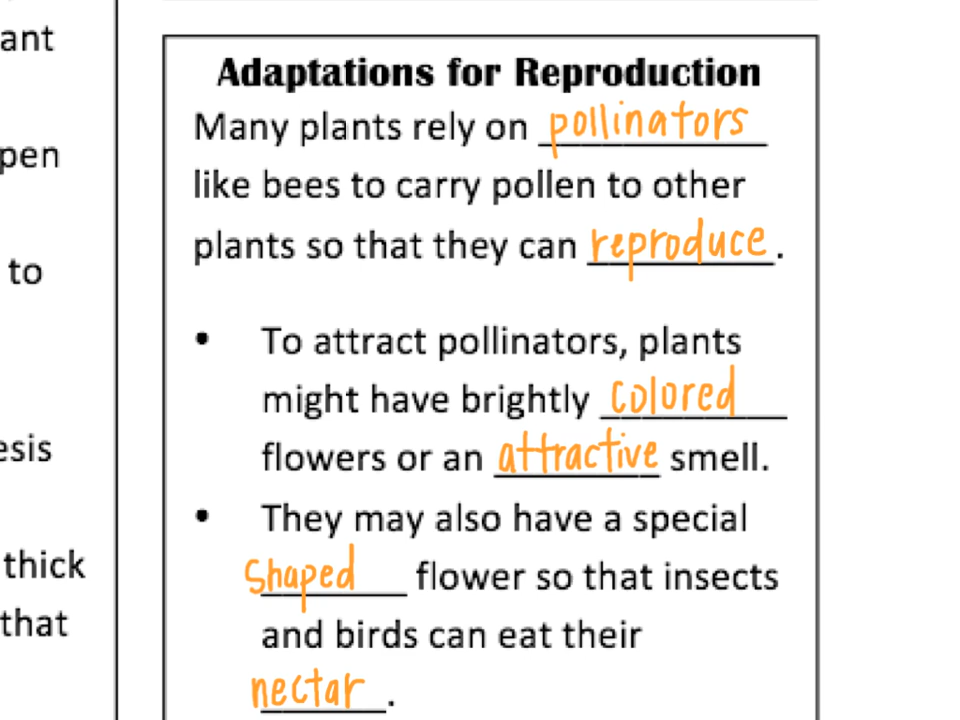 ant
pen
to
esis
thick
that
Adaptations for Reproduction
Many plants rely on pollinators
like bees to carry pollen to other
plants so that they can reproduce.
• To attract pollinators, plants
might have brightly colored
flowers or an attractive smell.
• They may also have a special
shaped flower so that insects
and birds can eat their
nectar.